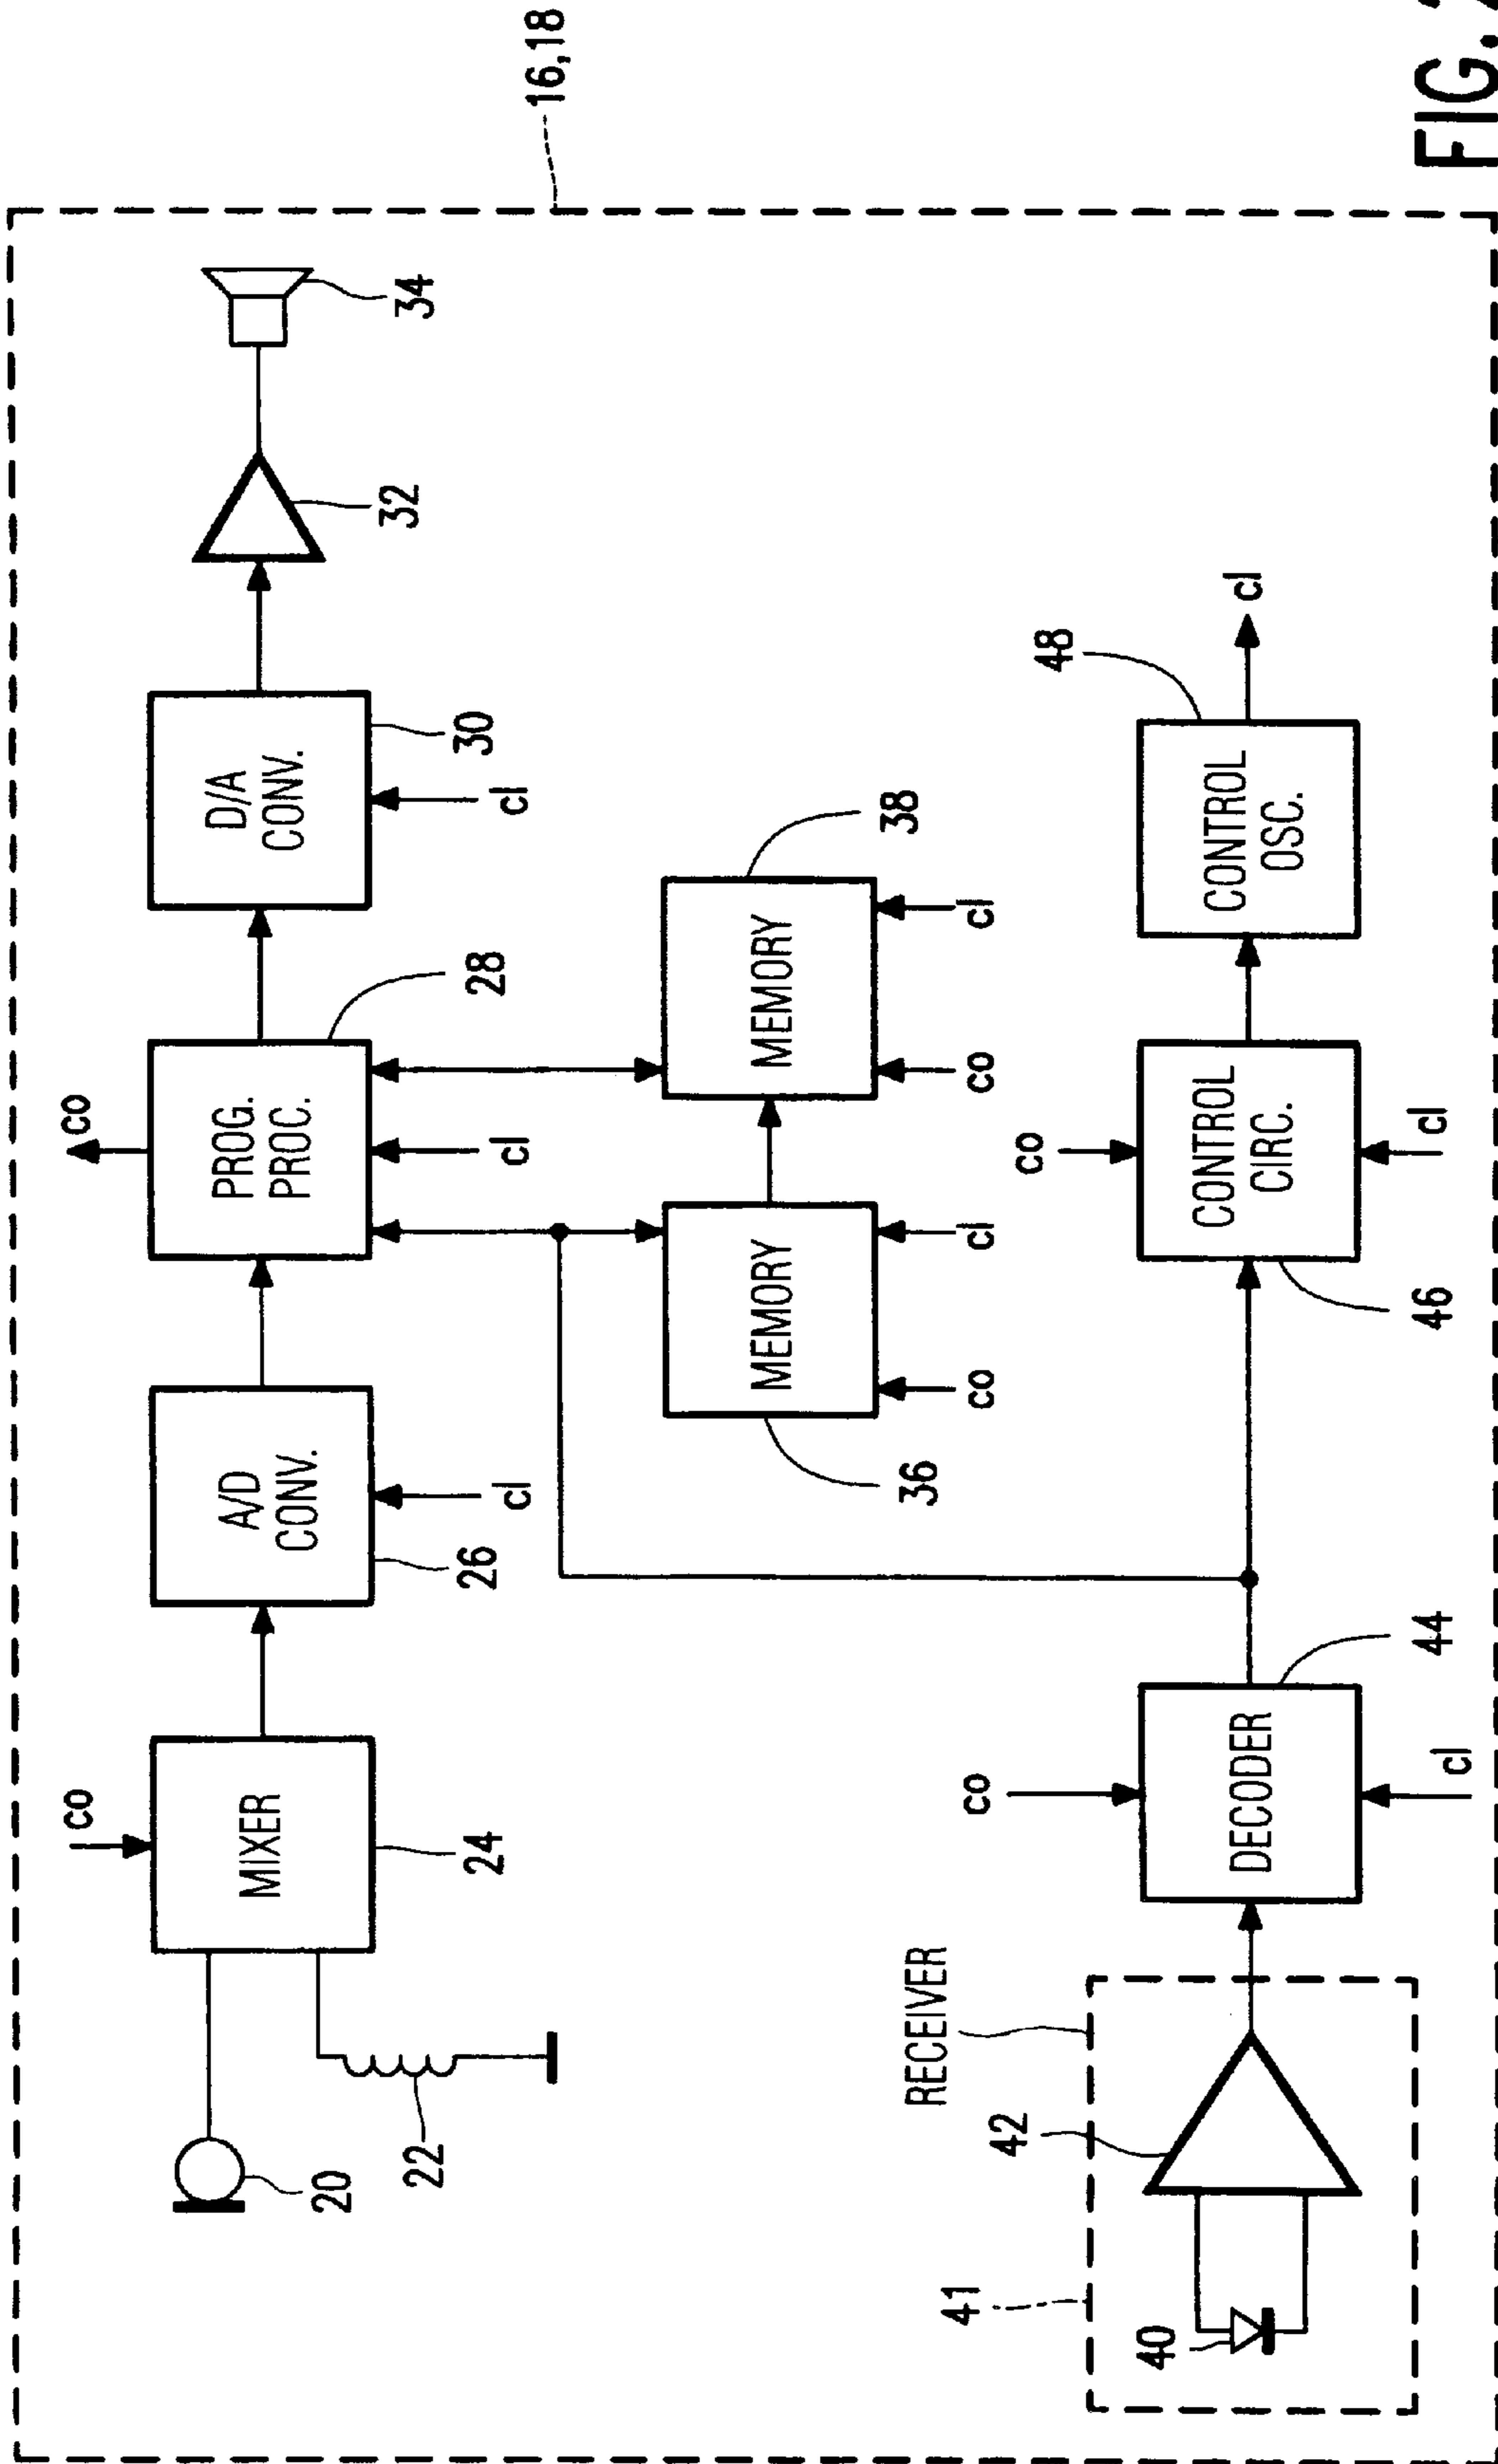 co
co
MIXER
A/D
CONV.
PROG.
PROC.
D/A
CONV.
20
22
24
26
28
30
32
34
cl
cl
cl
16,18
MEMORY
MEMORY
36
38
co
cl
co
cl
RECEIVER
41
42
co
co
48
40
DECODER
CONTROL
CIRC.
CONTROL
OSC.
cl
44
46
cl
cl
FIG.